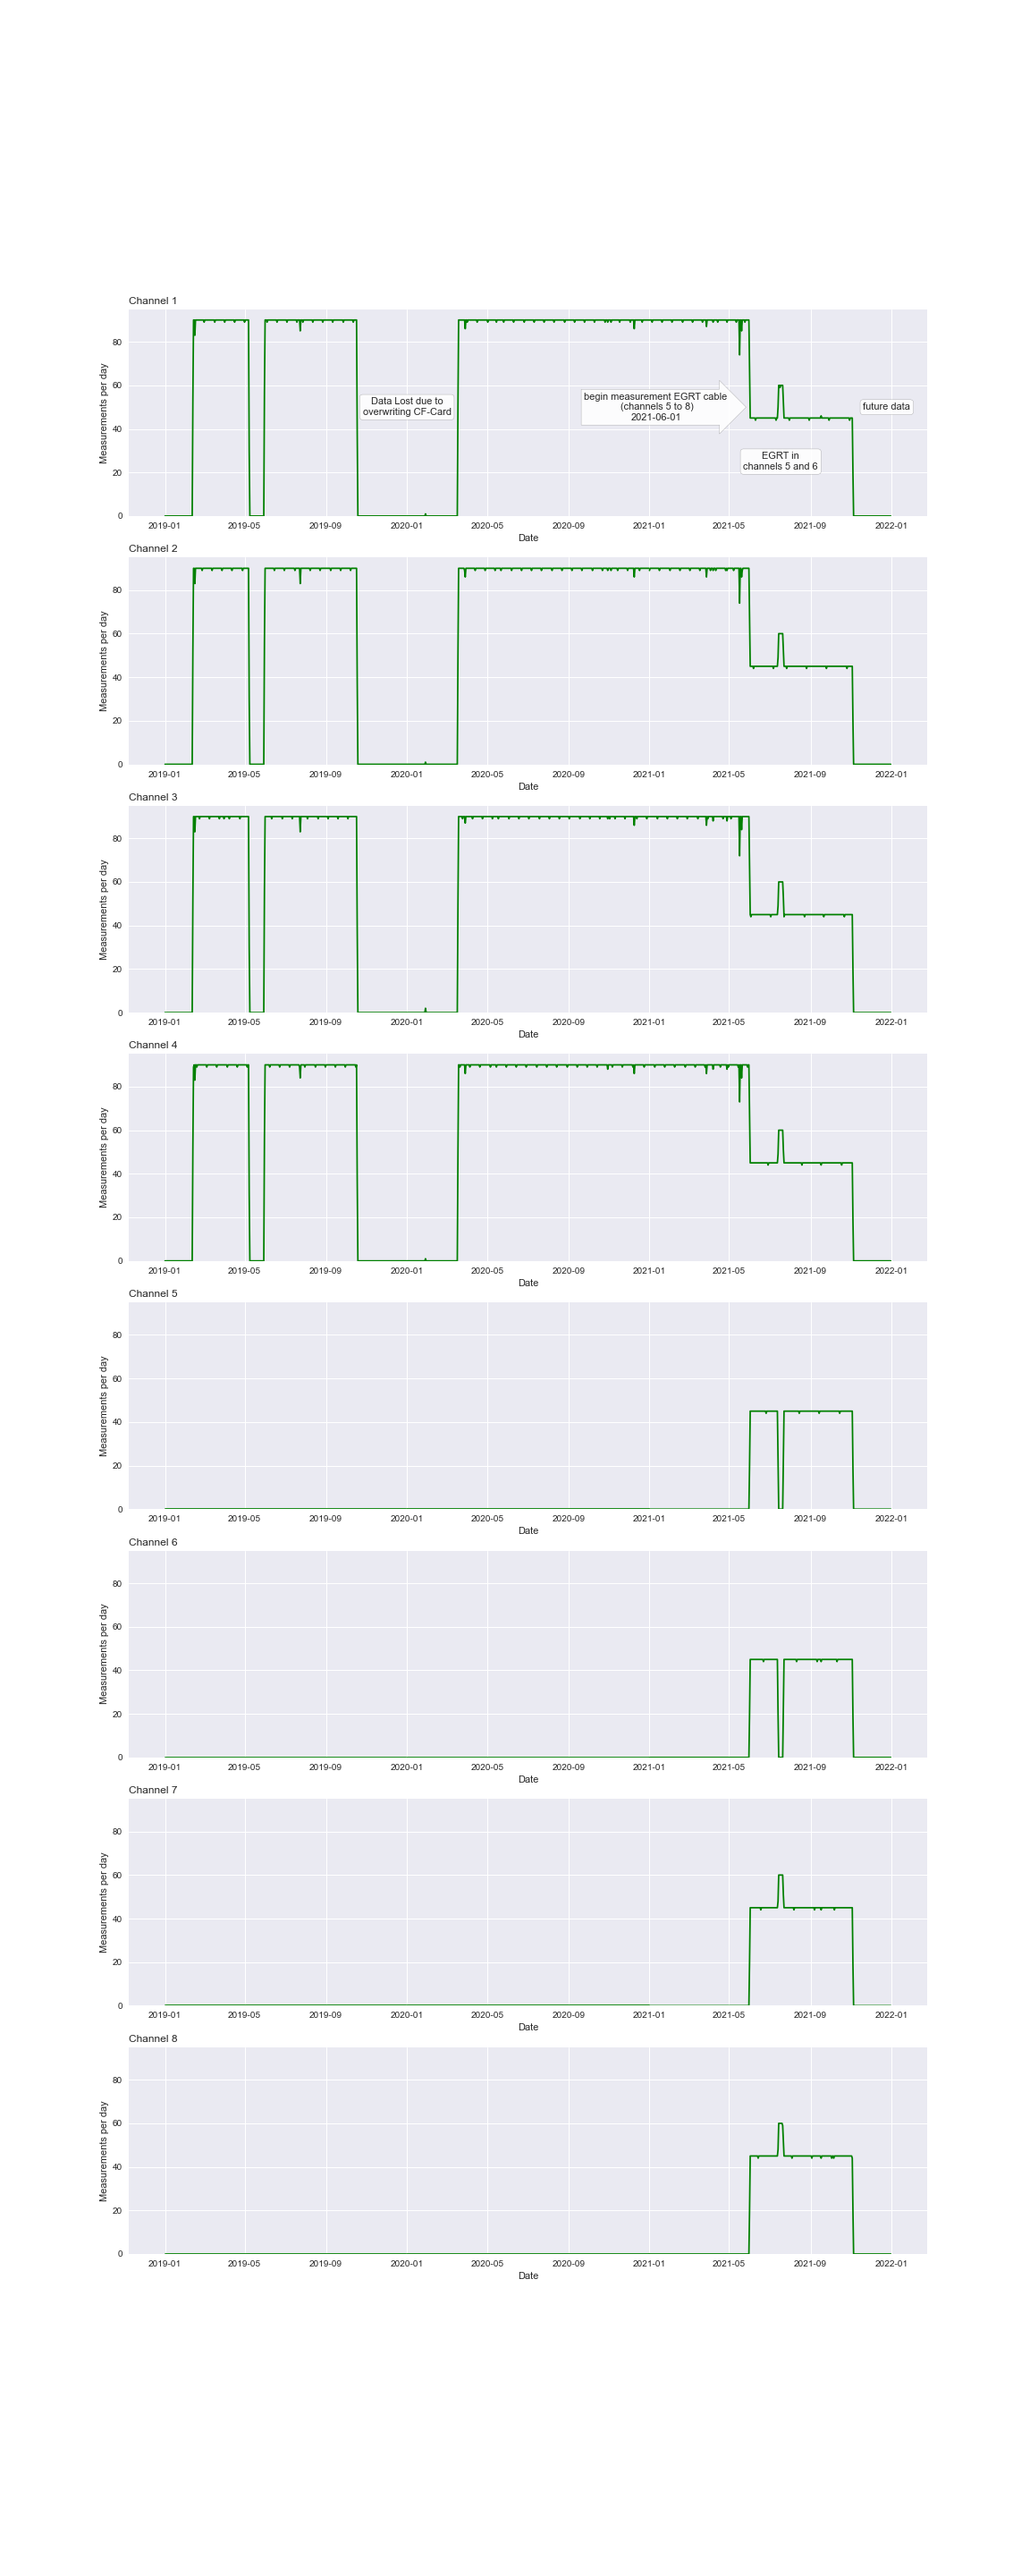 Channel 1
Measurements per day
80
60
40
20
0
Data Lost due to
overwriting CF-Card
begin measurement EGRT cable
(channels 5 to 8)
2021-06-01
future data
EGRT in
channels 5 and 6
2019-01 2019-05 2019-09 2020-01 2020-05 2020-09 2021-01 2021-05 2021-09 2022-01
Date
Channel 2
Measurements per day
80
60
40
20
0
2019-01 2019-05 2019-09 2020-01 2020-05 2020-09 2021-01 2021-05 2021-09 2022-01
Date
Channel 3
Measurements per day
80
60
40
20
0
2019-01 2019-05 2019-09 2020-01 2020-05 2020-09 2021-01 2021-05 2021-09 2022-01
Date
Channel 4
Measurements per day
80
60
40
20
0
2019-01 2019-05 2019-09 2020-01 2020-05 2020-09 2021-01 2021-05 2021-09 2022-01
Date
Channel 5
Measurements per day
80
60
40
20
0
2019-01 2019-05 2019-09 2020-01 2020-05 2020-09 2021-01 2021-05 2021-09 2022-01
Date
Channel 6
Measurements per day
80
60
40
20
0
2019-01 2019-05 2019-09 2020-01 2020-05 2020-09 2021-01 2021-05 2021-09 2022-01
Date
Channel 7
Measurements per day
80
60
40
20
0
2019-01 2019-05 2019-09 2020-01 2020-05 2020-09 2021-01 2021-05 2021-09 2022-01
Date
Channel 8
Measurements per day
80
60
40
20
0
2019-01 2019-05 2019-09 2020-01 2020-05 2020-09 2021-01 2021-05 2021-09 2022-01
Date